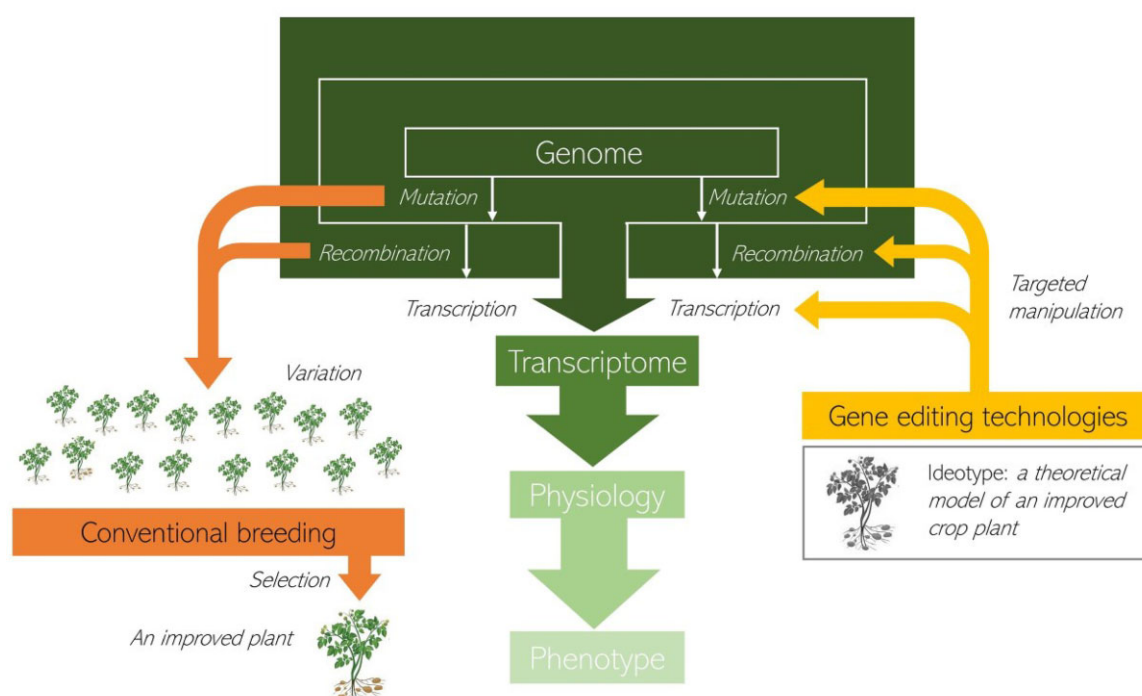 Genome
Mutation
Mutation
Recombination
Recombination
Transcription
Transcription
Targeted
manipulation
Transcriptome
Variation
Gene editing technologies
Ideotype: a theoretical
model of an improved
crop plant
Physiology
Conventional breeding
Selection
An improved plant
Phenotype